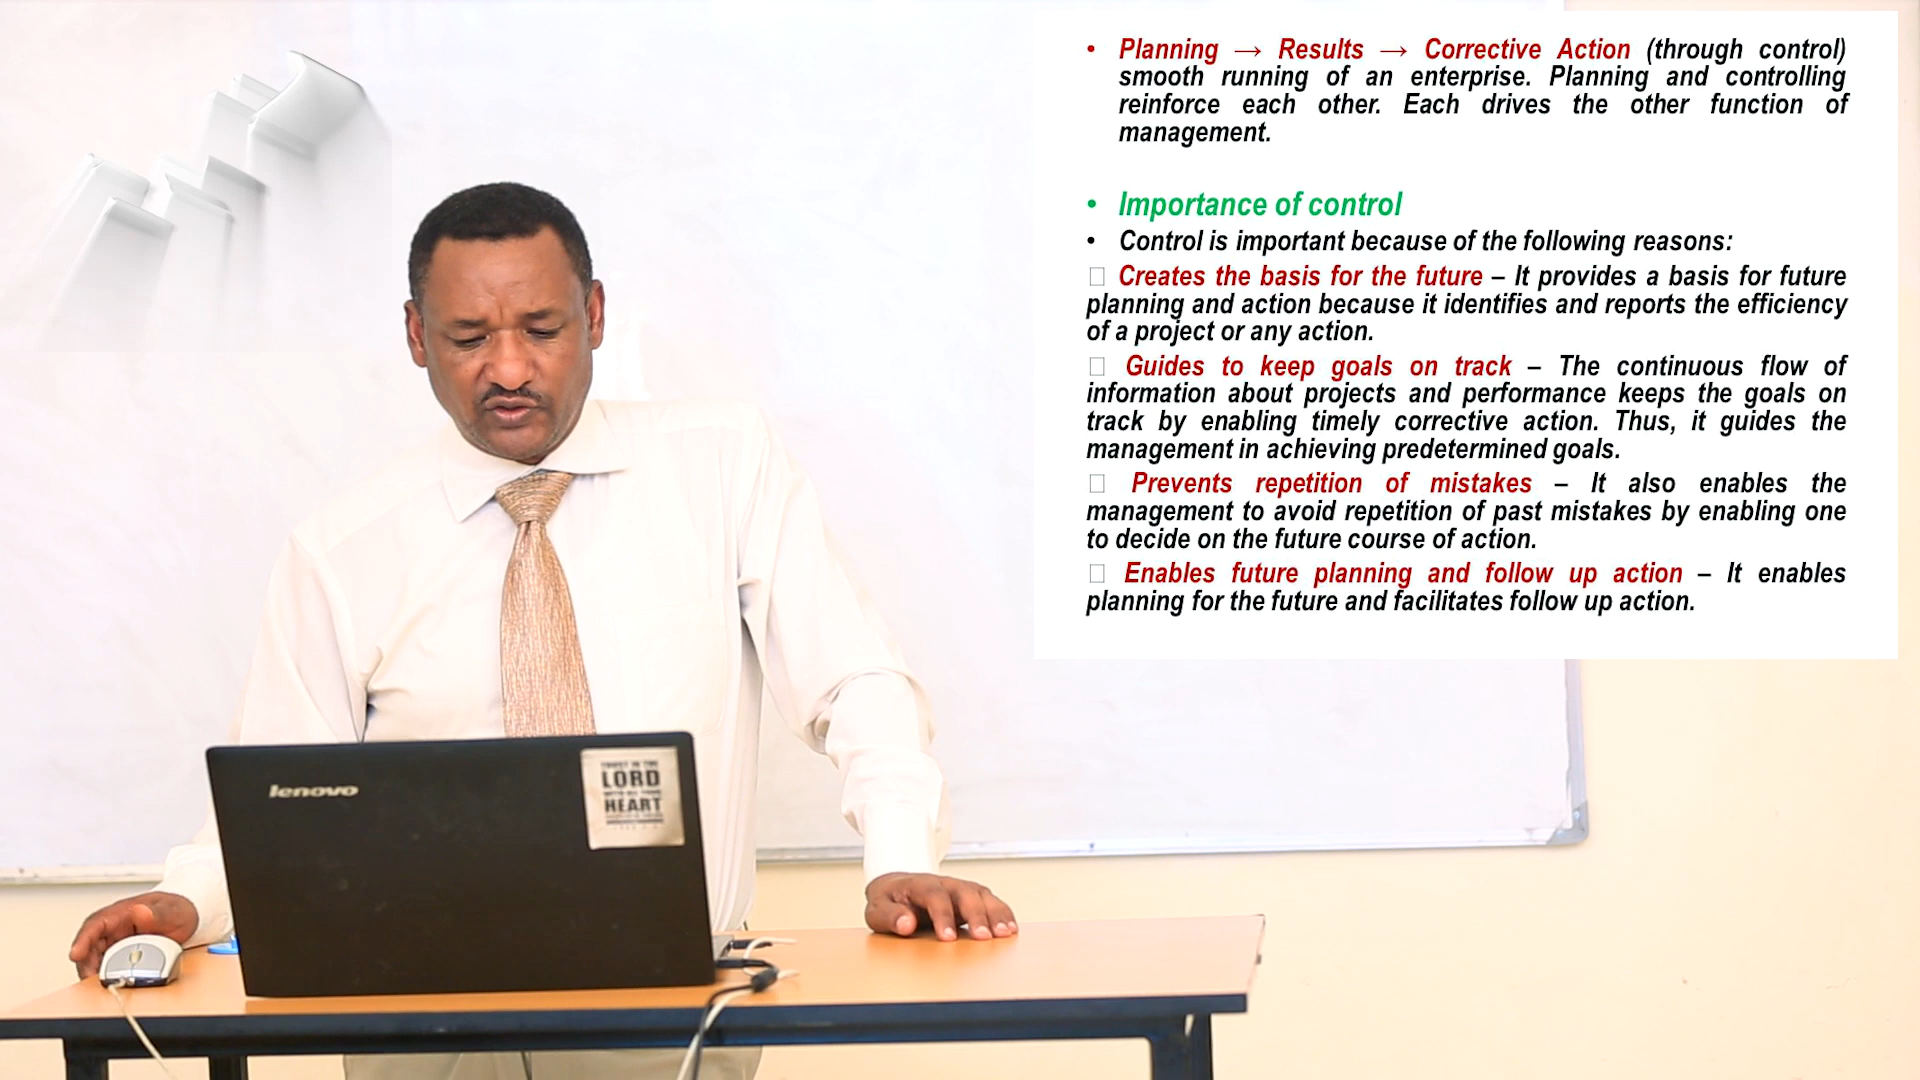 • Planning → Results → Corrective Action (through control)
smooth running of an enterprise. Planning and controlling
reinforce each other. Each drives the other function of
management.
• Importance of control
• Control is important because of the following reasons:
□ Creates the basis for the future – It provides a basis for future
planning and action because it identifies and reports the efficiency
of a project or any action.
□ Guides to keep goals on track – The continuous flow of
information about projects and performance keeps the goals on
track by enabling timely corrective action. Thus, it guides the
management in achieving predetermined goals.
□ Prevents repetition of mistakes – It also enables the
management to avoid repetition of past mistakes by enabling one
to decide on the future course of action.
□ Enables future planning and follow up action – It enables
planning for the future and facilitates follow up action.
lenovo
TRUST IN THE
LORD
WITH ALL YOUR
HEART